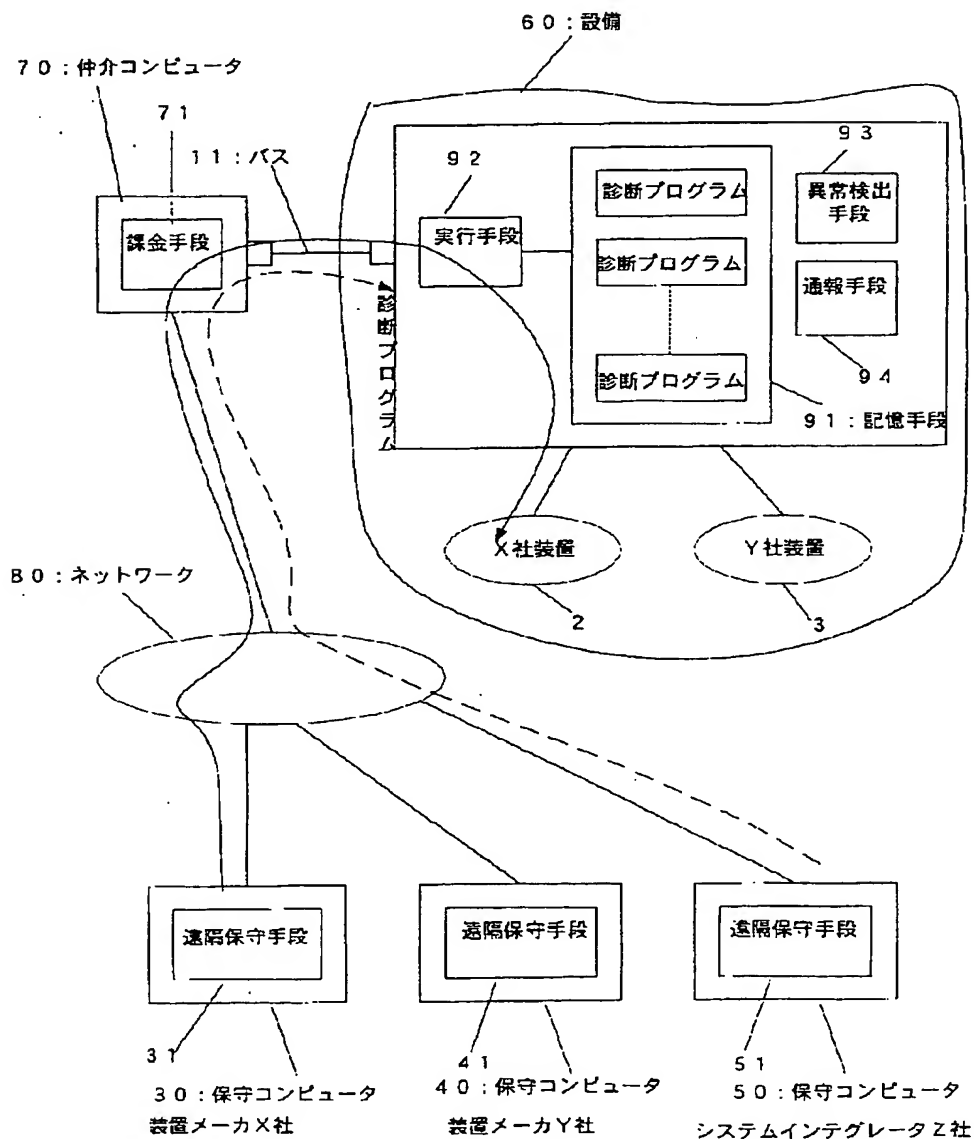 60:設備
70:仲介コンピュータ
71
11:バス
92
93
課金手段
実行手段
診断プログラム
診断プログラム
診断プログラム
異常検出
手段
通報手段
94
91:記憶手段
診断プログラム
X社装置
Y社装置
2
3
80:ネットワーク
遠隔保守手段
遠隔保守手段
遠隔保守手段
31
41
51
30:保守コンピュータ
装置メーカX社
40:保守コンピュータ
装置メーカY社
50:保守コンピュータ
システムインテグレータZ社